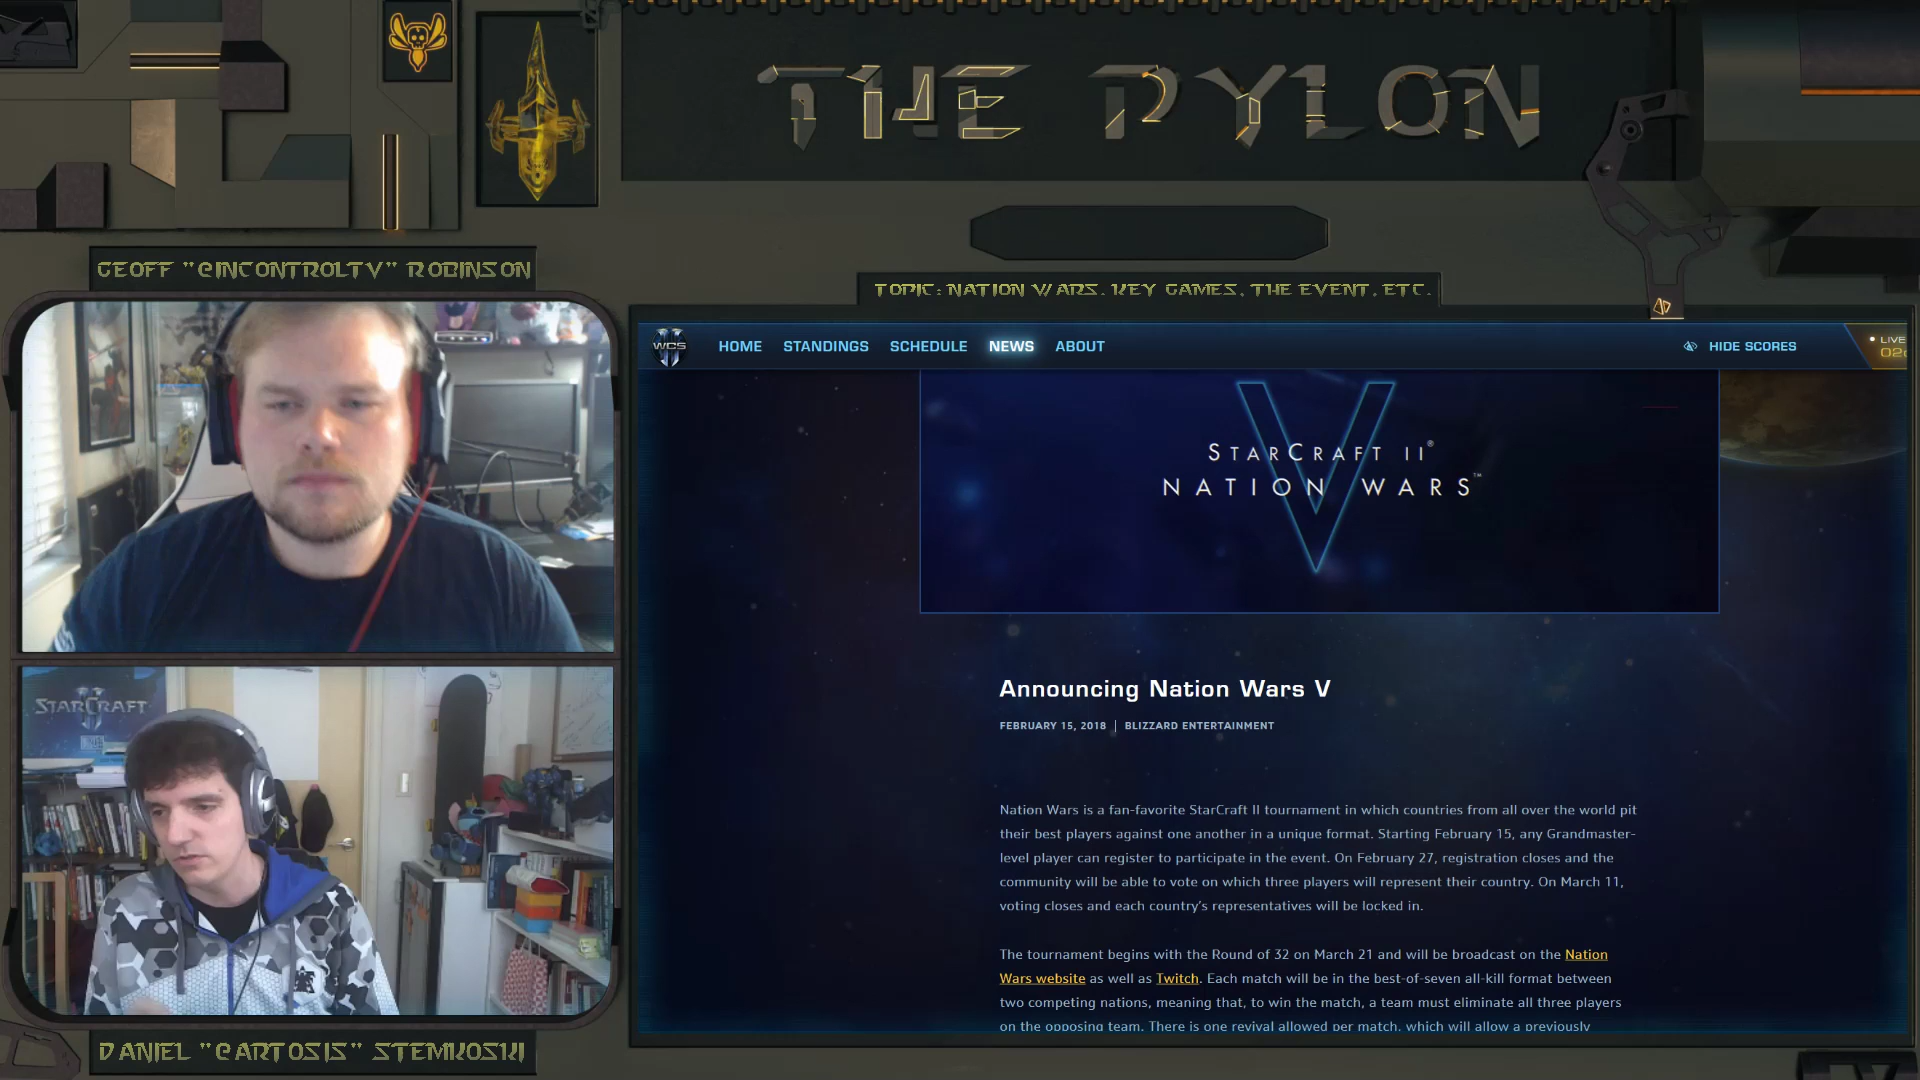 THE PYLON
GEOFF "@INCONTROLTV" ROBINSON
TOPIC: NATION WARS, KEY GAMES, THE EVENT, ETC.
WCS
HOME STANDINGS SCHEDULE NEWS ABOUT
HIDE SCORES
LIVE
STARCRAFT II®
NATION WARS™
V
STARCRAFT
Announcing Nation Wars V
FEBRUARY 15, 2018 | BLIZZARD ENTERTAINMENT
Nation Wars is a fan-favorite StarCraft II tournament in which countries from all over the world pit
their best players against one another in a unique format. Starting February 15, any Grandmaster-
level player can register to participate in the event. On February 27, registration closes and the
community will be able to vote on which three players will represent their country. On March 11,
voting closes and each country's representatives will be locked in.
The tournament begins with the Round of 32 on March 21 and will be broadcast on the Nation
Wars website as well as Twitch. Each match will be in the best-of-seven all-kill format between
two competing nations, meaning that, to win the match, a team must eliminate all three players
on the opposing team. There is one revival allowed per match, which will allow a previously
DANIEL "@ARTOSIS" STEMKOSKI